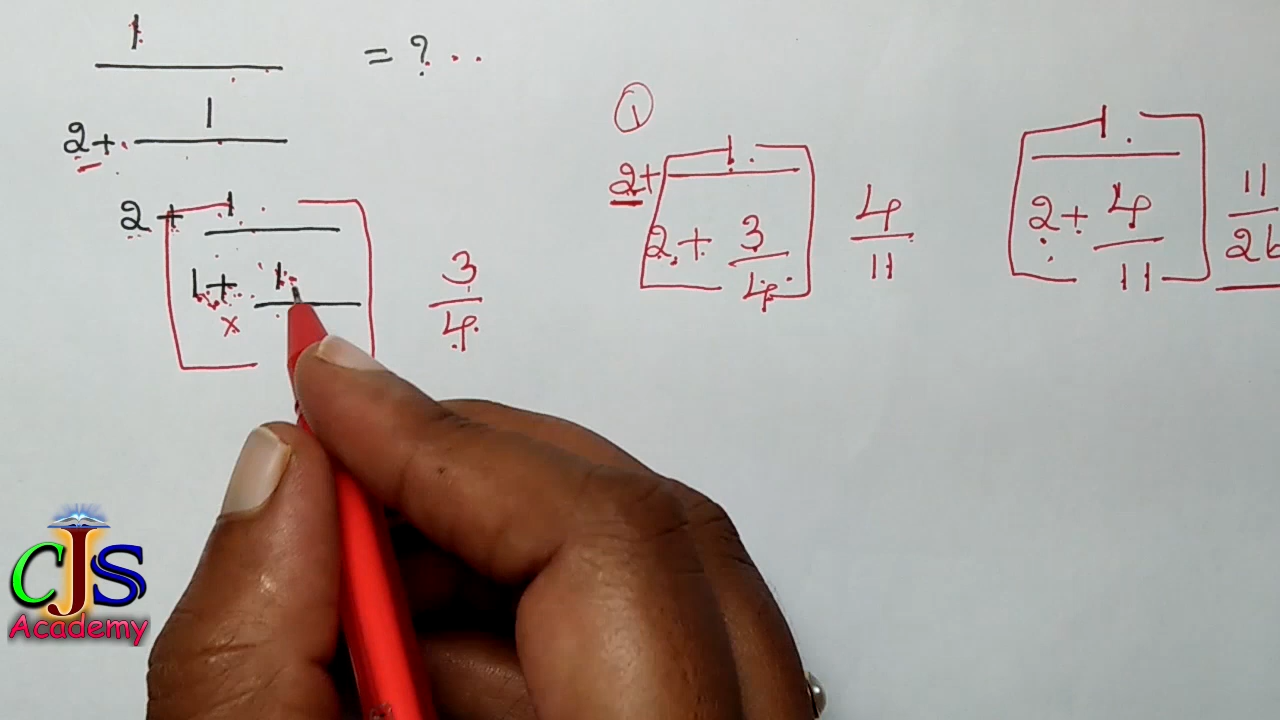 1
= ? ..
2 + 1
2 + 1
1 + 1
x
3
4
①
1
2 + 2 + 3
4
4
11
1
2 + 4
11
11
26
CJS
Academy